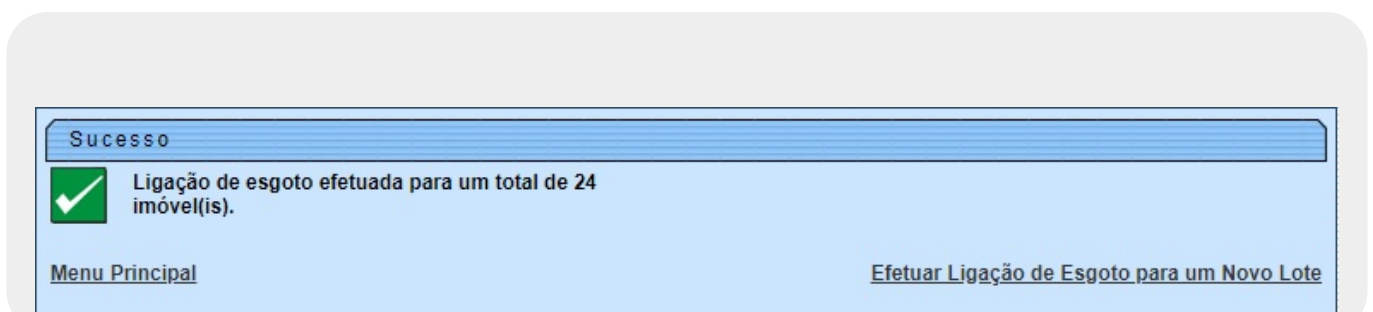 Sucesso
Ligação de esgoto efetuada para um total de 24
imóvel(is).
Menu Principal
Efetuar Ligação de Esgoto para um Novo Lote